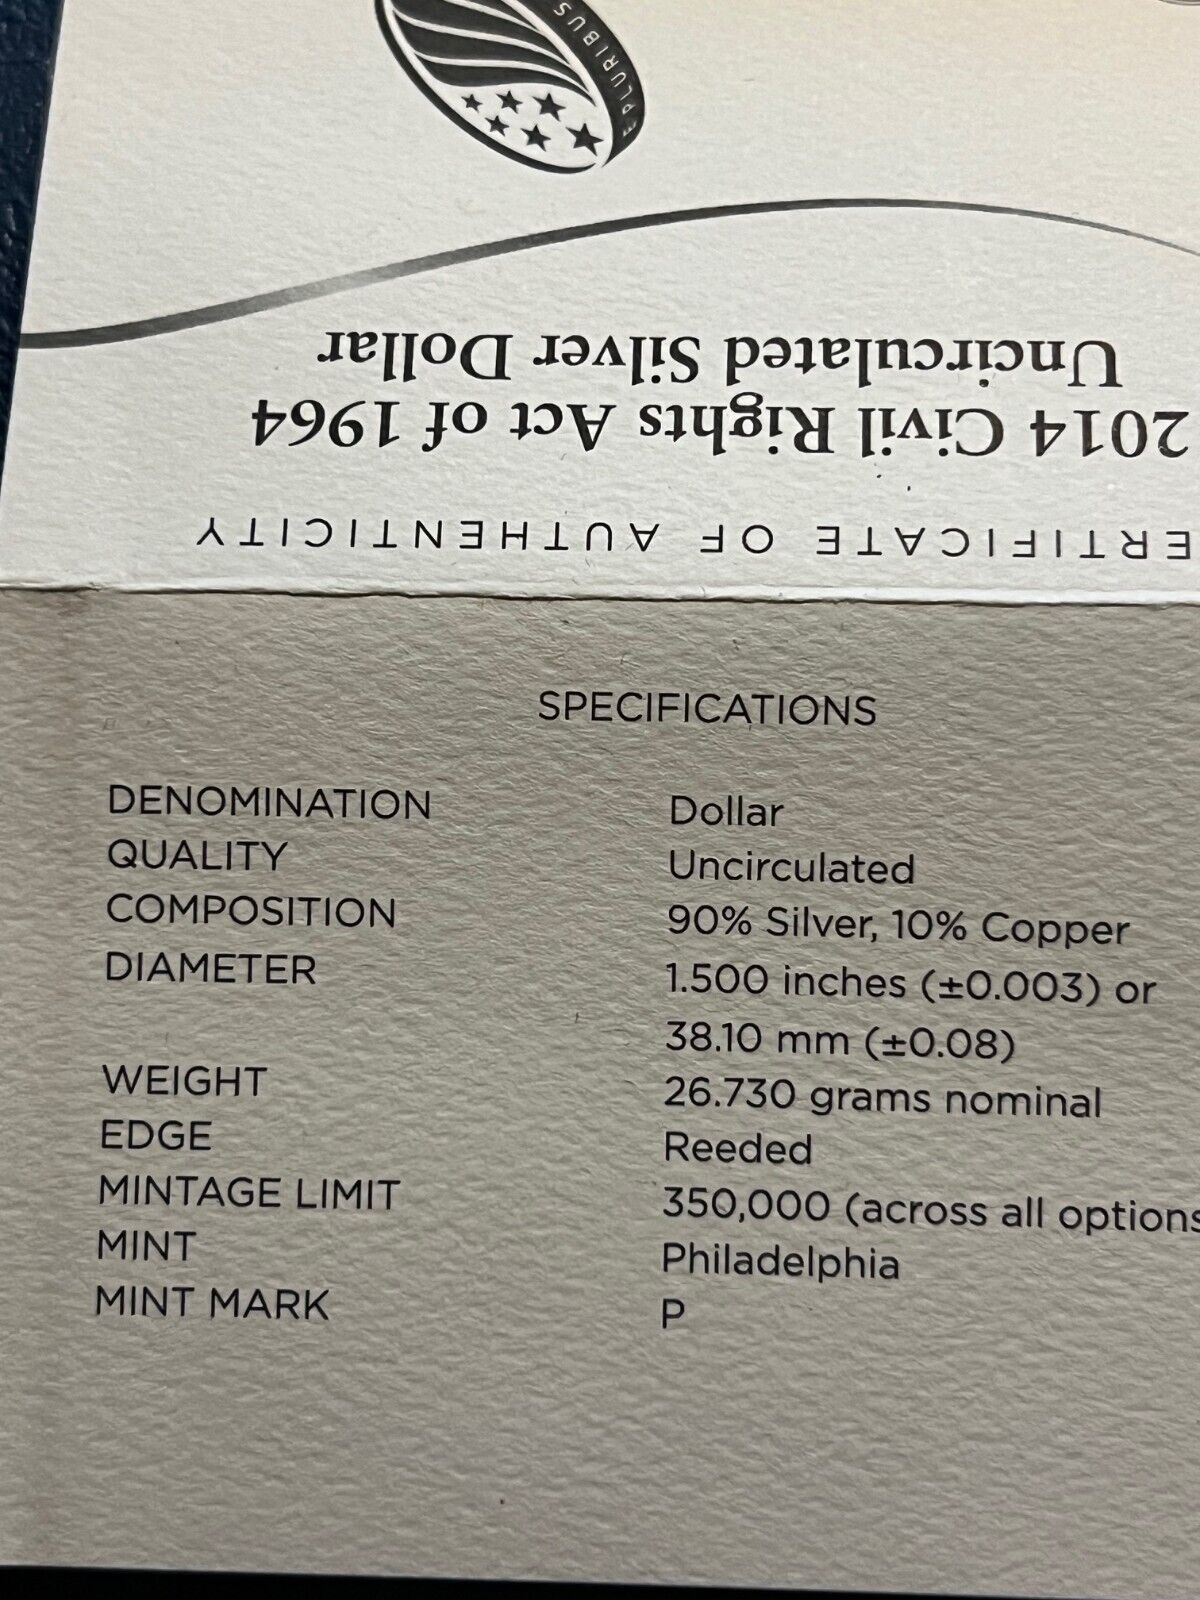 E PLURIBUS
Uncirculated Silver Dollar
2014 Civil Rights Act of 1964
ERTIFICATE OF AUTHENTICITY
SPECIFICATIONS
DENOMINATION Dollar
QUALITY Uncirculated
COMPOSITION 90% Silver, 10% Copper
DIAMETER 1.500 inches (±0.003) or
38.10 mm (±0.08)
WEIGHT 26.730 grams nominal
EDGE Reeded
MINTAGE LIMIT 350,000 (across all options
MINT Philadelphia
MINT MARK P